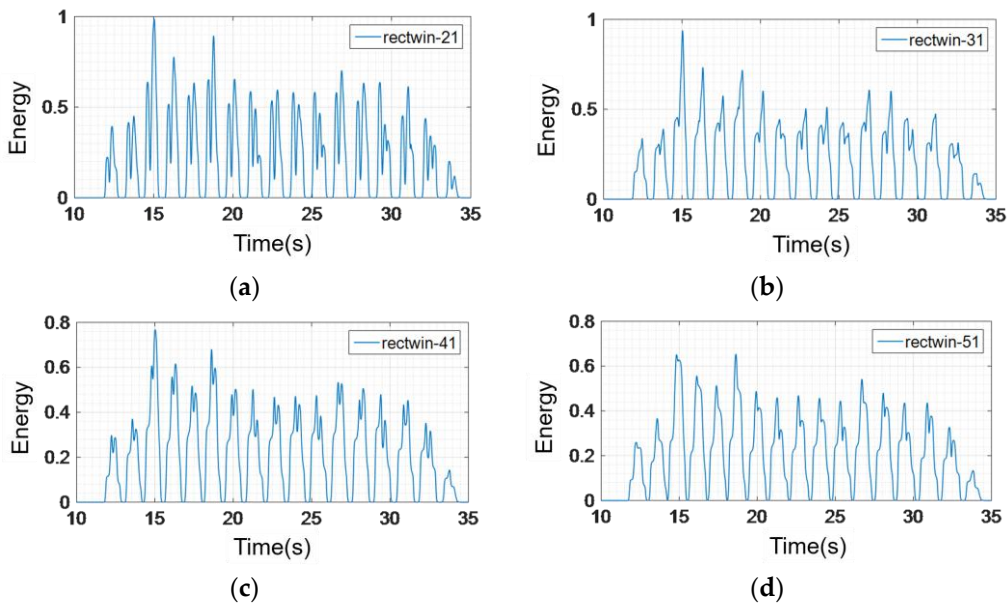 1
rectwin-21
Energy
0.5
0
10 15 20 25 30 35
Time(s)
(a)
1
rectwin-31
Energy
0.5
0
10 15 20 25 30 35
Time(s)
(b)
0.8
rectwin-41
0.6
Energy
0.4
0.2
0
10 15 20 25 30 35
Time(s)
(c)
0.8
rectwin-51
0.6
Energy
0.4
0.2
0
10 15 20 25 30 35
Time(s)
(d)